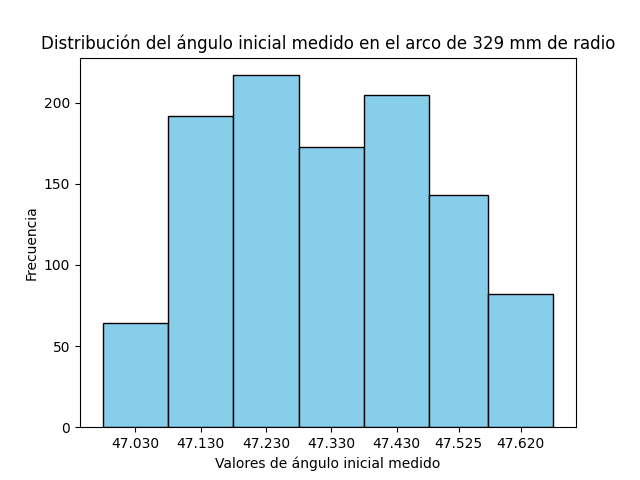 Distribución del ángulo inicial medido en el arco de 329 mm de radio
200
150
100
50
0
Frecuencia
47.030 47.130 47.230 47.330 47.430 47.525 47.620
Valores de ángulo inicial medido